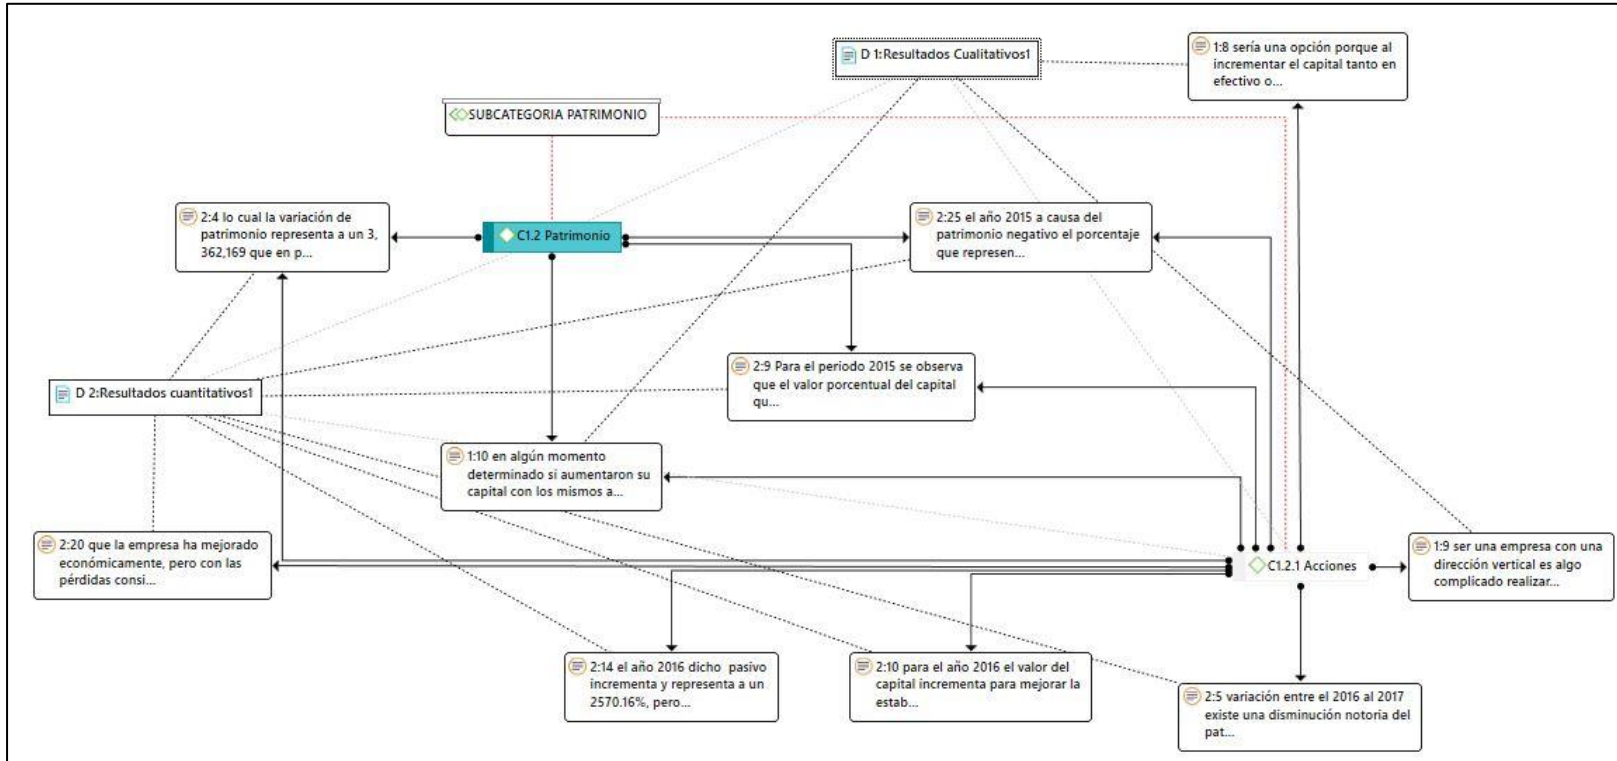 D 1:Resultados Cualitativos1
1:8 sería una opción porque al
incrementar el capital tanto en
efectivo o...
SUBCATEGORIA PATRIMONIO
2:4 lo cual la variación de
patrimonio representa a un 3,
362,169 que en p...
C1.2 Patrimonio
2:25 el año 2015 a causa del
patrimonio negativo el porcentaje
que represen...
2:9 Para el periodo 2015 se observa
que el valor porcentual del capital
qu...
D 2:Resultados cuantitativos1
1:10 en algún momento
determinado si aumentaron su
capital con los mismos a...
2:20 que la empresa ha mejorado
económicamente, pero con las
pérdidas consi...
C1.2.1 Acciones
1:9 ser una empresa con una
dirección vertical es algo
complicado realizar...
2:14 el año 2016 dicho  pasivo
incrementa y representa a un
2570.16%, pero...
2:10 para el año 2016 el valor del
capital incrementa para mejorar la
estab...
2:5 variación entre el 2016 al 2017
existe una disminución notoria del
pat...